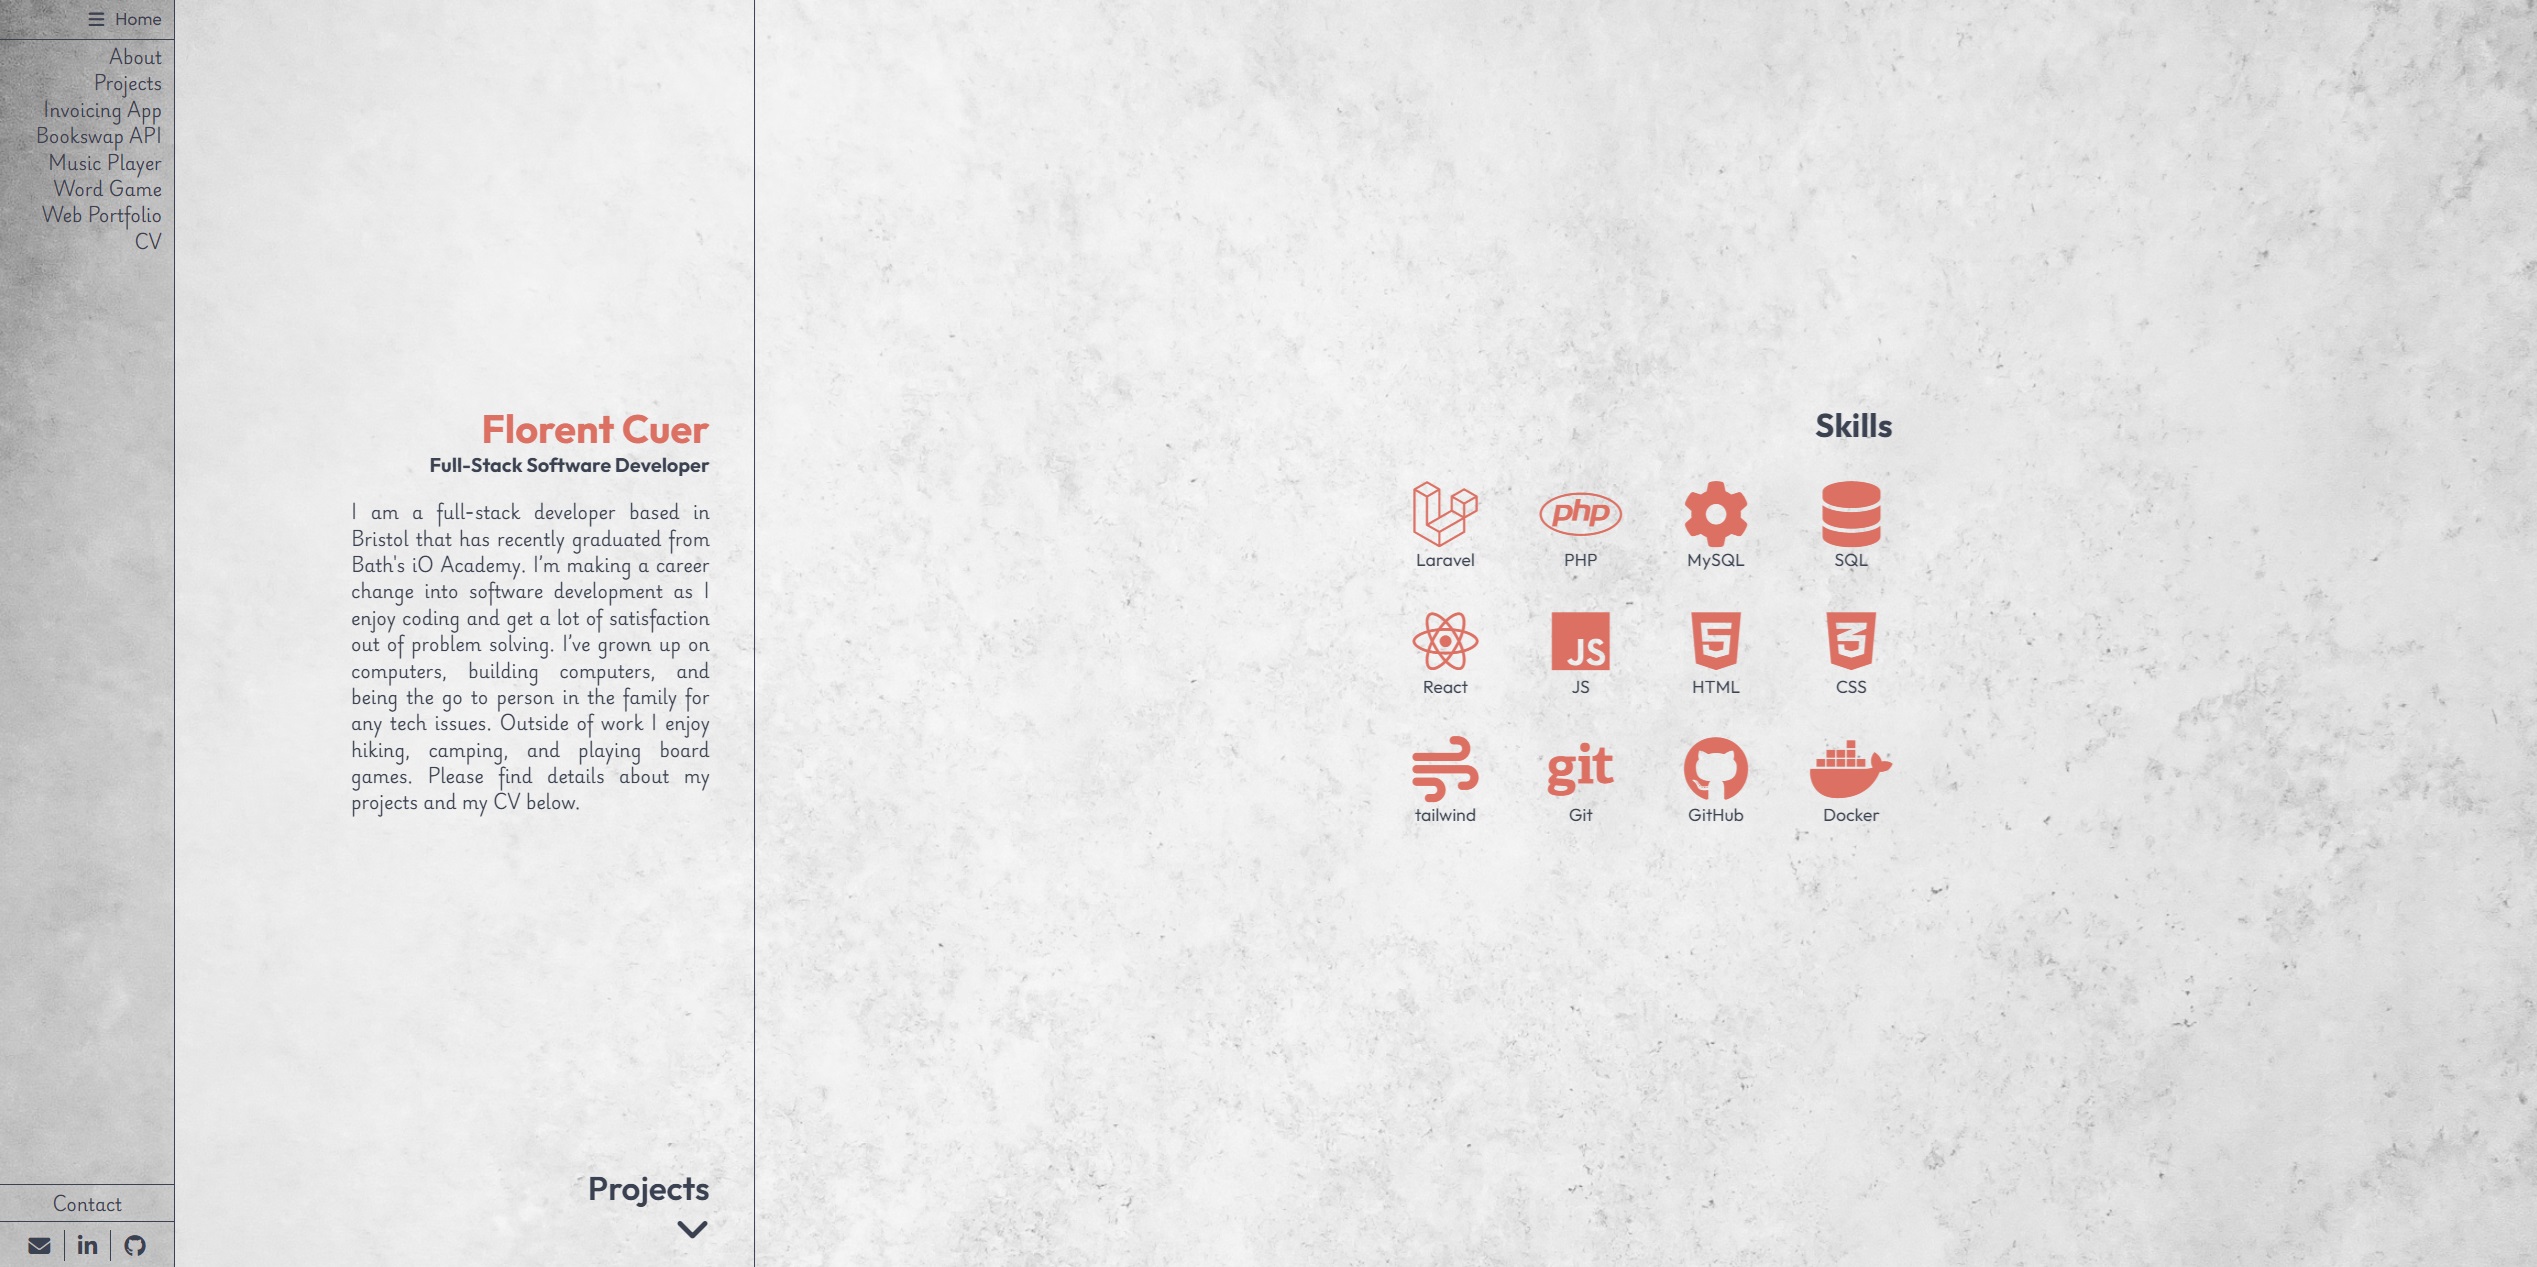 Home
About
Projects
Invoicing App
Bookswap API
Music Player
Word Game
Web Portfolio
CV
Contact
in
Florent Cuer
Full-Stack Software Developer
I am a full-stack developer based in
Bristol that has recently graduated from
Bath's iO Academy. I'm making a career
change into software development as I
enjoy coding and get a lot of satisfaction
out of problem solving. I've grown up on
computers, building computers, and
being the go to person in the family for
any tech issues. Outside of work I enjoy
hiking, camping, and playing board
games. Please find details about my
projects and my CV below.
Projects
Skills
php
Laravel PHP MySQL SQL
JS 5 3
React JS HTML CSS
git
tailwind Git GitHub Docker